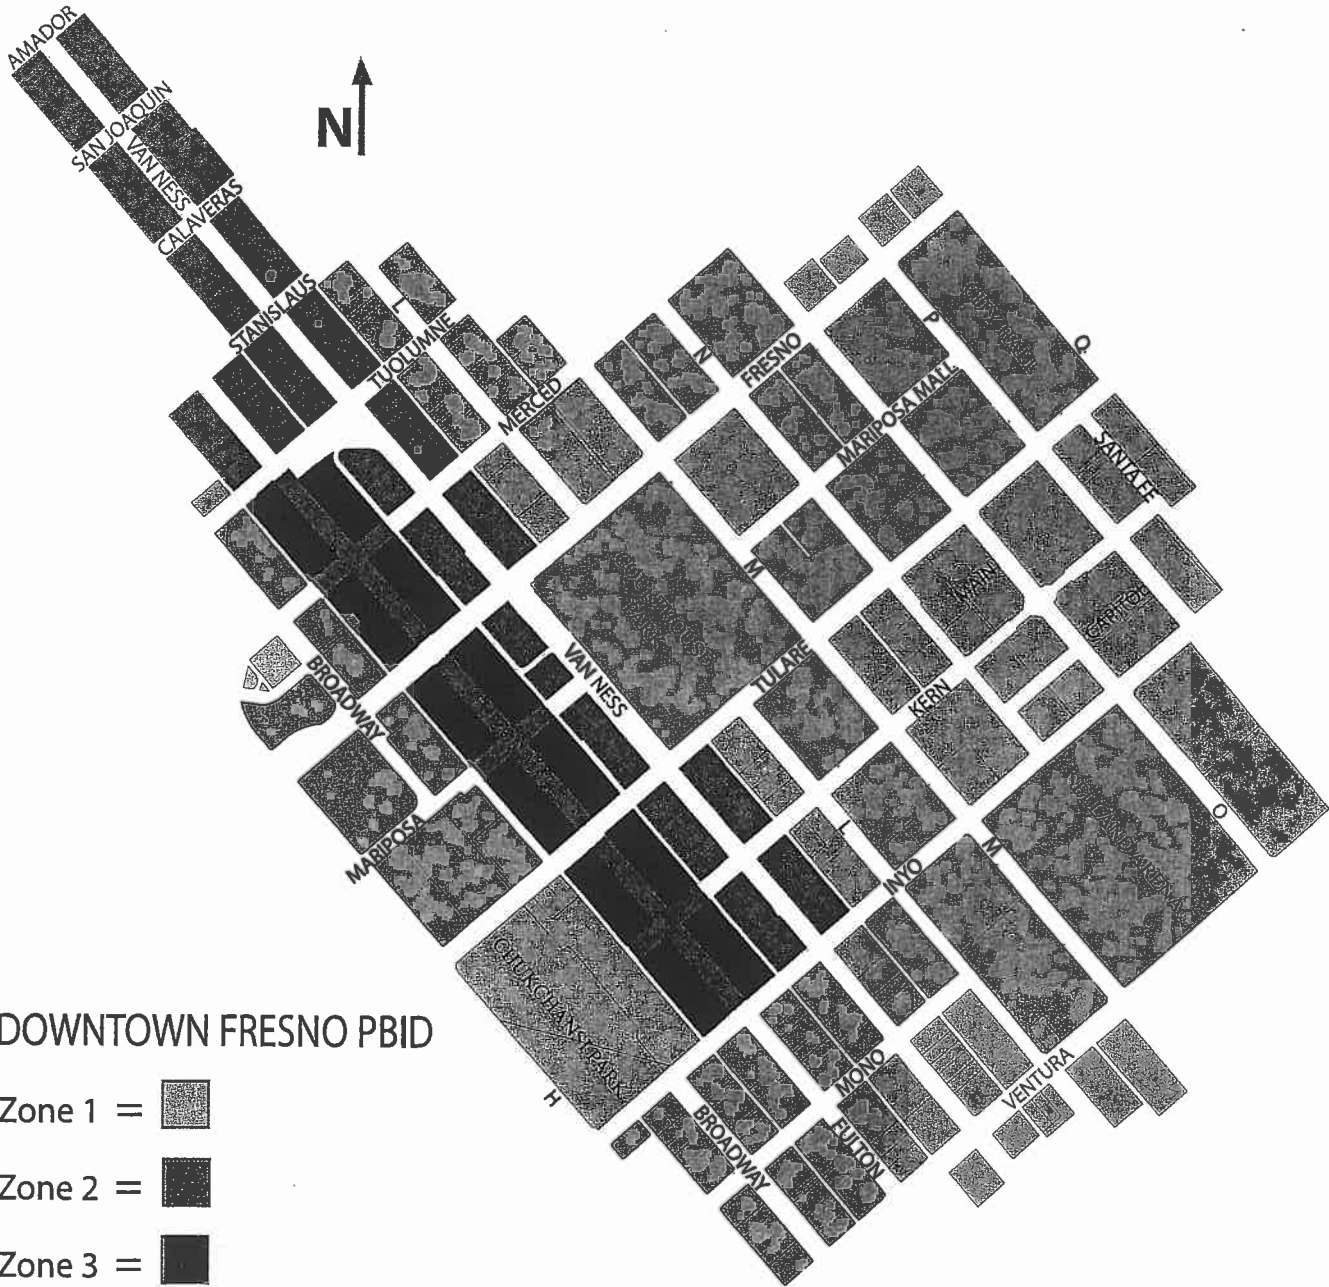 AMADOR
SAN JOAQUIN
VAN NESS
CALAVERAS
N
STANISLAUS
L
TUOLUMNE
MERCED
N
FRESNO
P
Q
MARIPOSA MALL
SANTA FE
M
MAIN
CAPITOL
VAN NESS
TULARE
KERN
BROADWAY
MARIPOSA
L
INYO
M
O
CHUKCHANSI PARK
H
MONO
VENTURA
BROADWAY
FULTON
DOWNTOWN FRESNO PBID
Zone 1 =
Zone 2 =
Zone 3 =